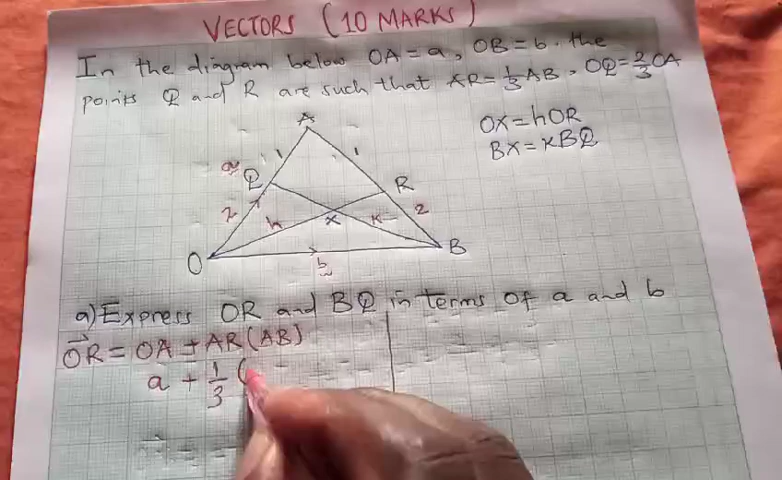 VECTORS (10 MARKS)
In the diagram below OA = a, OB = b. the
points Q and R are such that AR = 1/3 AB, OQ = 2/3 OA
OX = hOR
BX = KBQ
A
a 1 1
Q R
2 h X K 2
O B
b
a) Express OR and BQ in terms of a and b
OR = OA + AR (AB)
a + 1/3 (